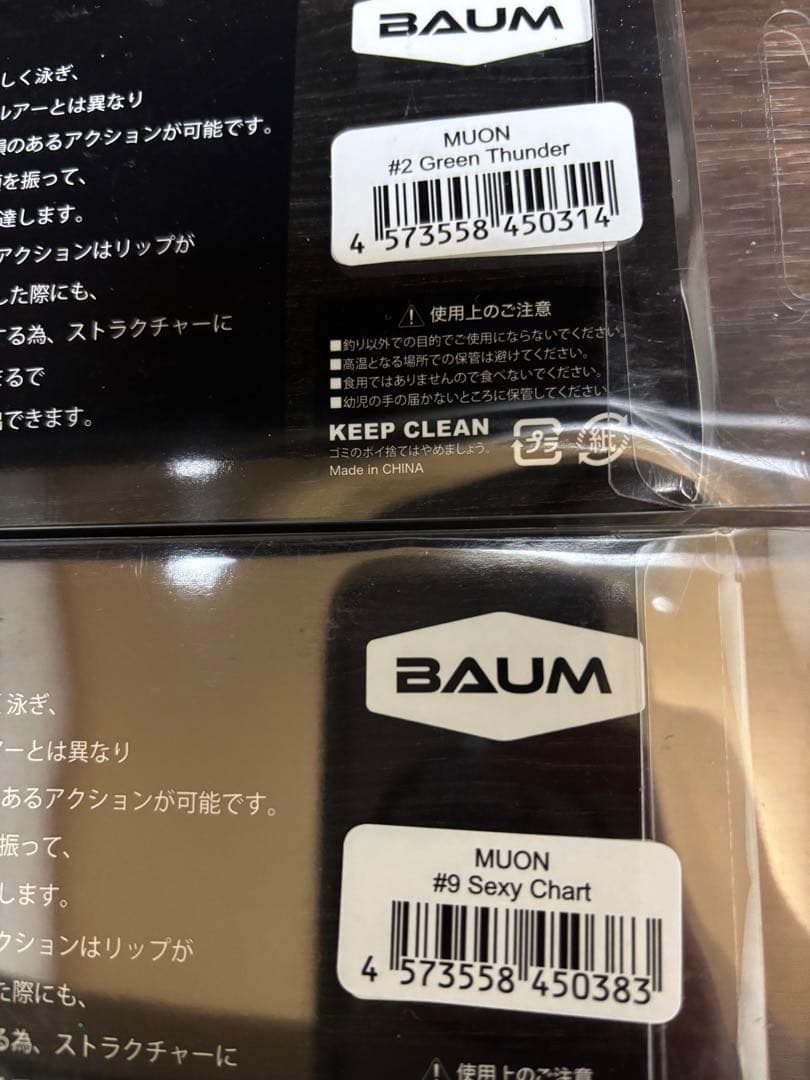 BAUM
しく泳ぎ、
ルアーとは異なり
のあるアクションが可能です。
を振って、
達します。
アクションはリップが
した際にも、
する為、ストラクチャーに
まるで
できます。
MUON
#2 Green Thunder
4 573558 450314
使用上のご注意
■釣り以外での目的でご使用にならないでください。
■高温となる場所での保管は避けてください。
■食用ではありませんので食べないでください。
■幼児の手の届かないところに保管してください。
KEEP CLEAN
ゴミのポイ捨てはやめましょう。
Made in CHINA
プラ
紙
BAUM
泳ぎ、
ーとは異なり
あるアクションが可能です。
振って、
します。
クションはリップが
た際にも、
る為、ストラクチャーに
MUON
#9 Sexy Chart
4 573558 450383
使用上のご注意